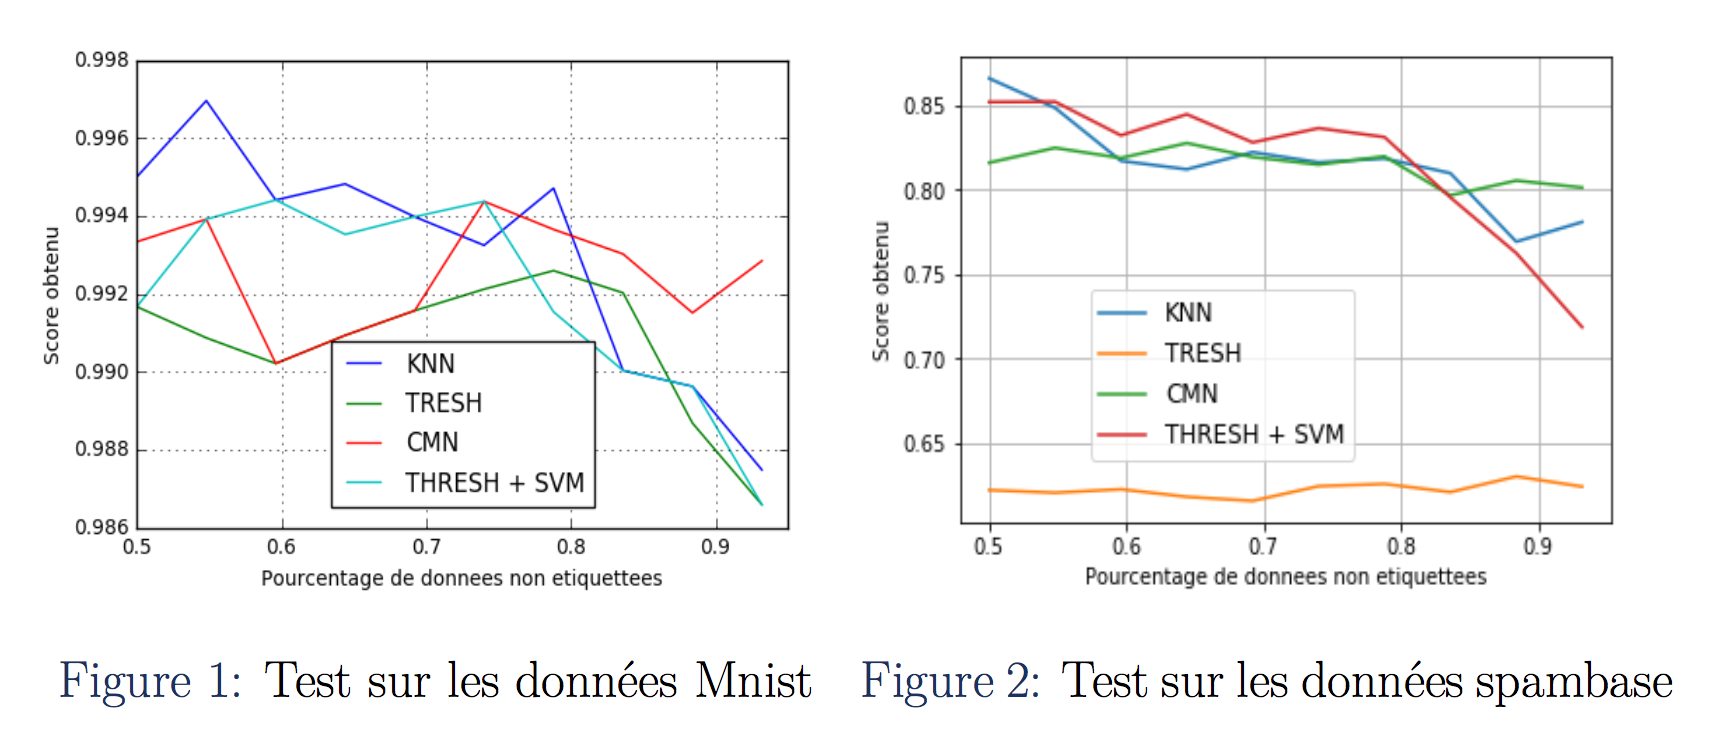 0.998
0.996
0.994
0.992
0.990
0.988
0.986
Score obtenu
KNN
TRESH
CMN
THRESH + SVM
0.5 0.6 0.7 0.8 0.9
Pourcentage de donnees non etiquettees
Figure 1: Test sur les données Mnist
0.85
0.80
0.75
0.70
0.65
Score obtenu
KNN
TRESH
CMN
THRESH + SVM
0.5 0.6 0.7 0.8 0.9
Pourcentage de donnees non etiquettees
Figure 2: Test sur les données spambase